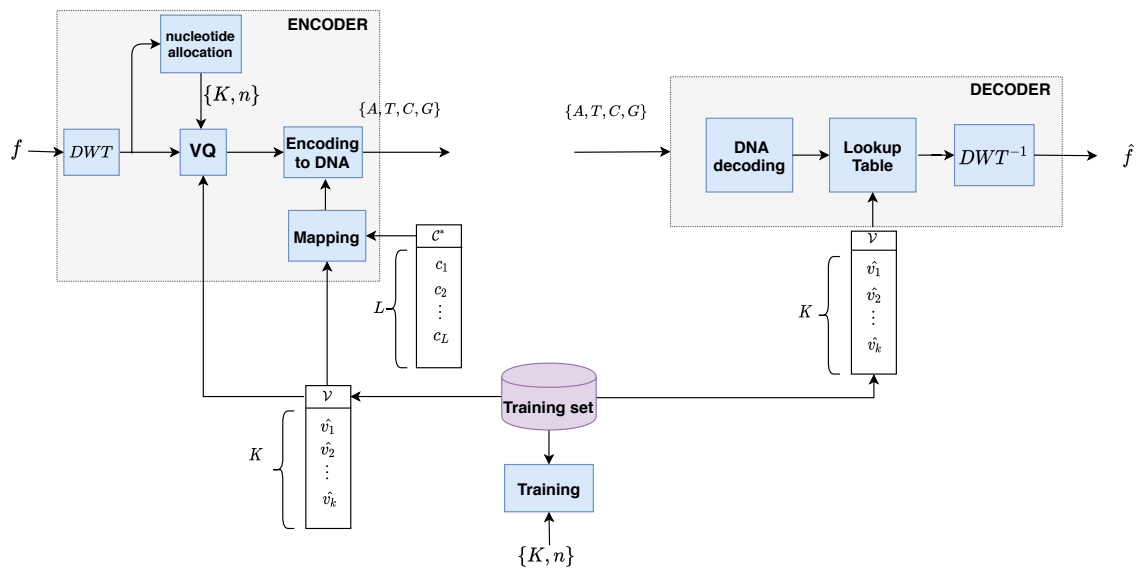 ENCODER
nucleotide
allocation
{K, n}
{A, T, C, G}
f
DWT
VQ
Encoding
to DNA
Mapping
𝒞*
c₁
c₂
⋮
c_L
L
𝒱
v̂₁
v̂₂
⋮
v̂ₖ
K
Training set
Training
{K, n}
DECODER
{A, T, C, G}
DNA
decoding
Lookup
Table
DWT⁻¹
f̂
𝒱
v̂₁
v̂₂
⋮
v̂ₖ
K